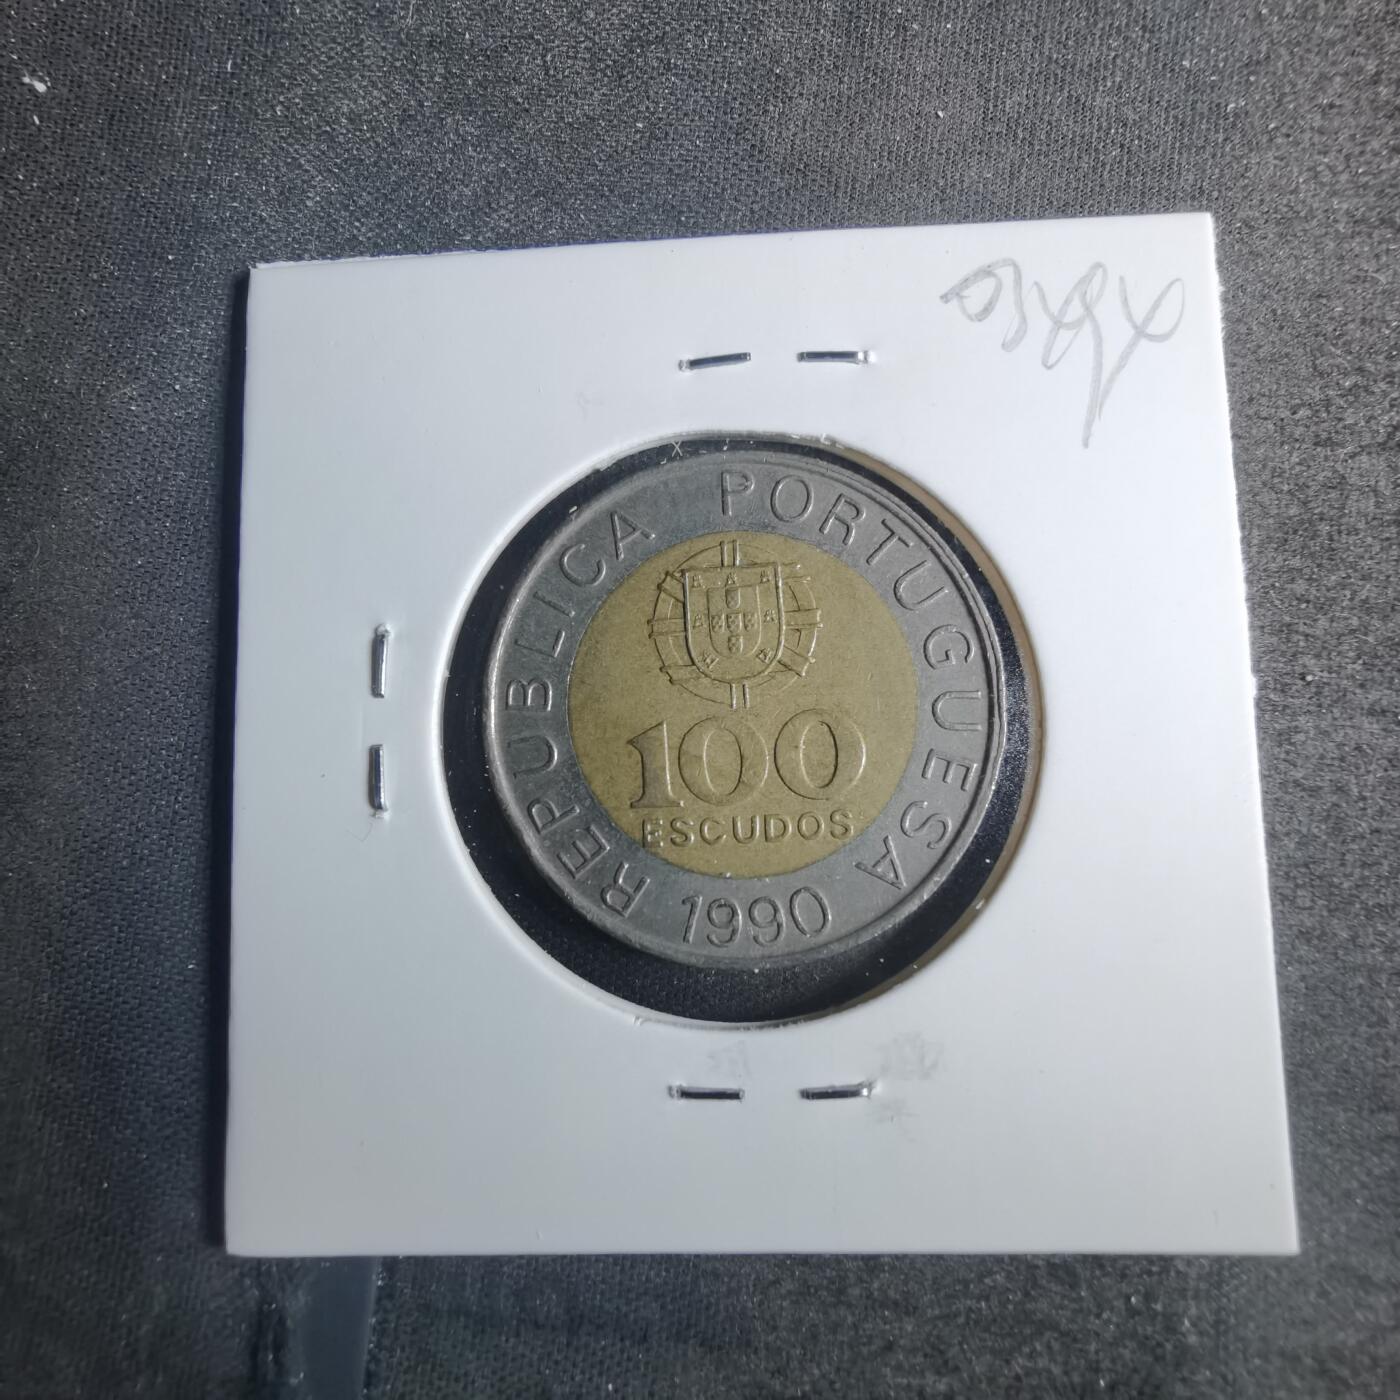 REPUBLICA PORTUGUESA
100
ESCUDOS
1990